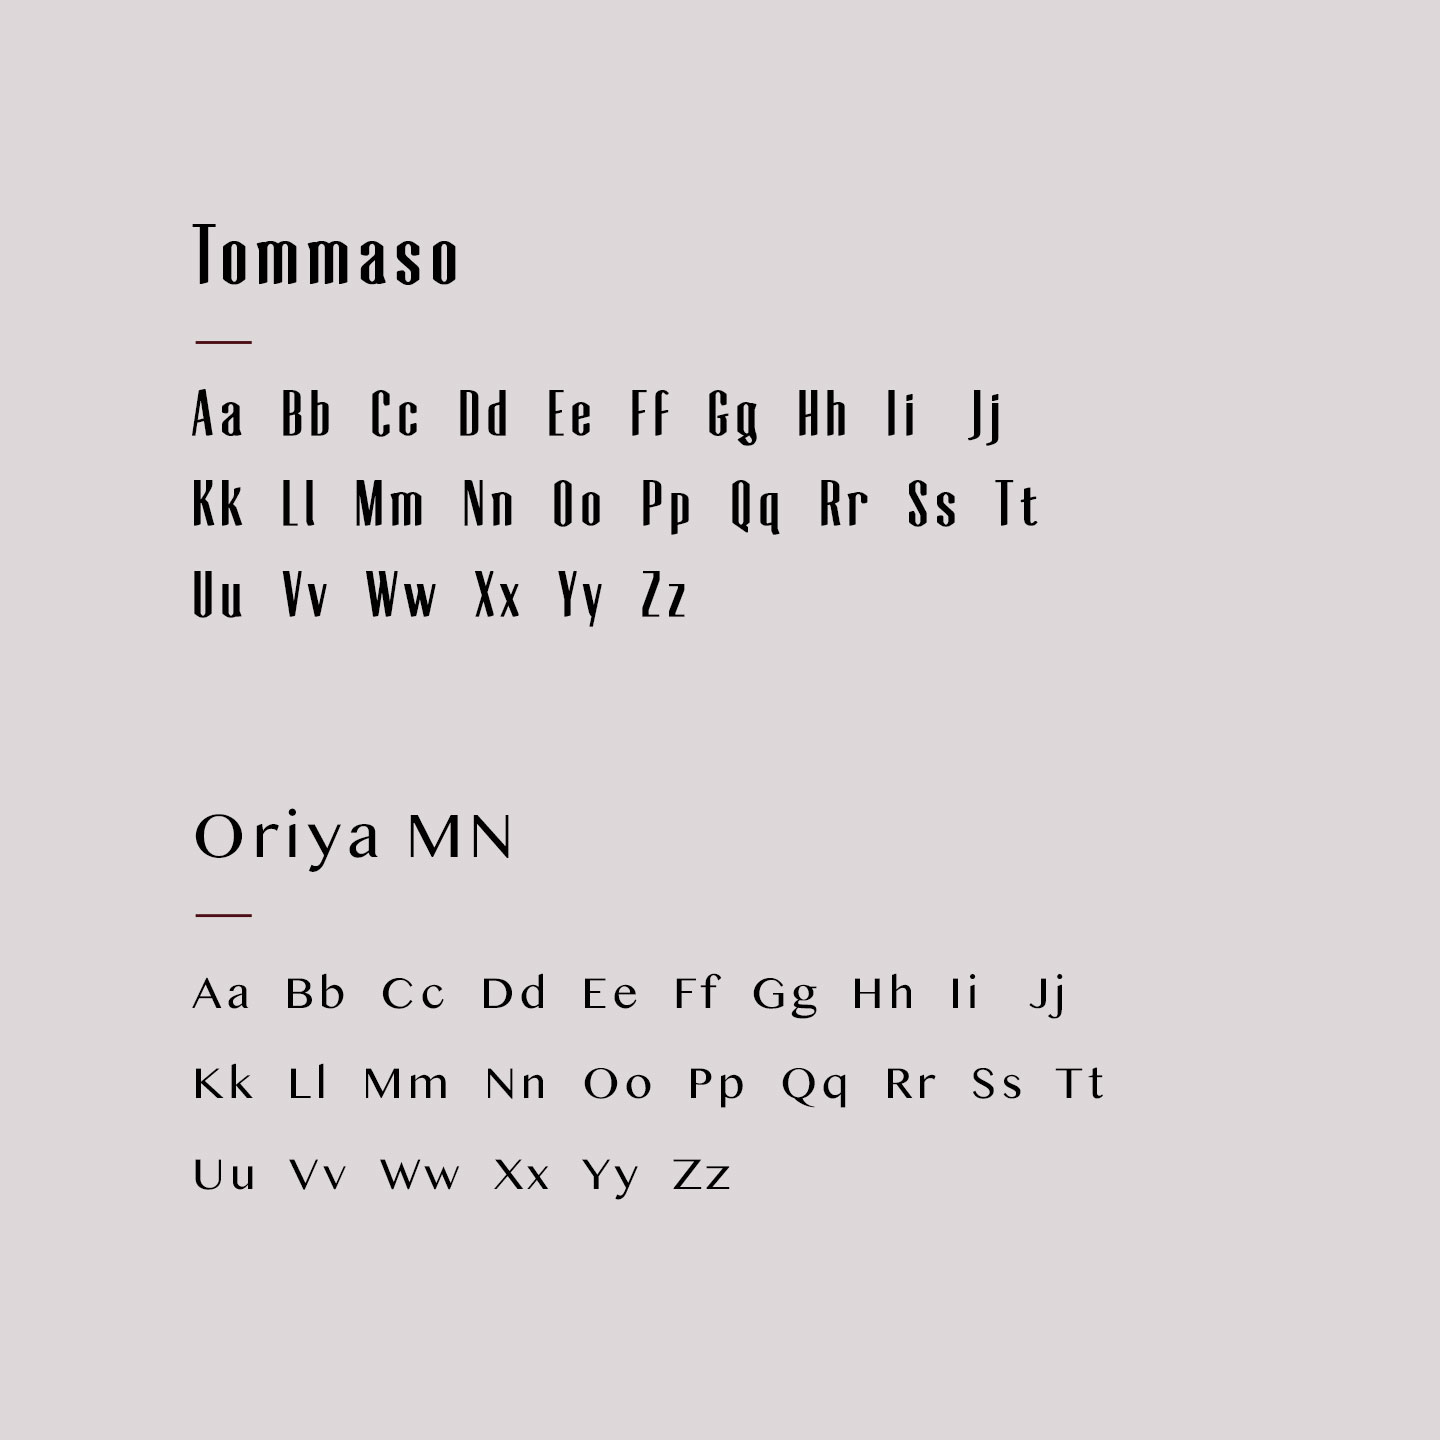 Tommaso
Aa Bb Cc Dd Ee Ff Gg Hh Ii Jj
Kk Ll Mm Nn Oo Pp Qq Rr Ss Tt
Uu Vv Ww Xx Yy Zz
Oriya MN
Aa Bb Cc Dd Ee Ff Gg Hh Ii Jj
Kk Ll Mm Nn Oo Pp Qq Rr Ss Tt
Uu Vv Ww Xx Yy Zz